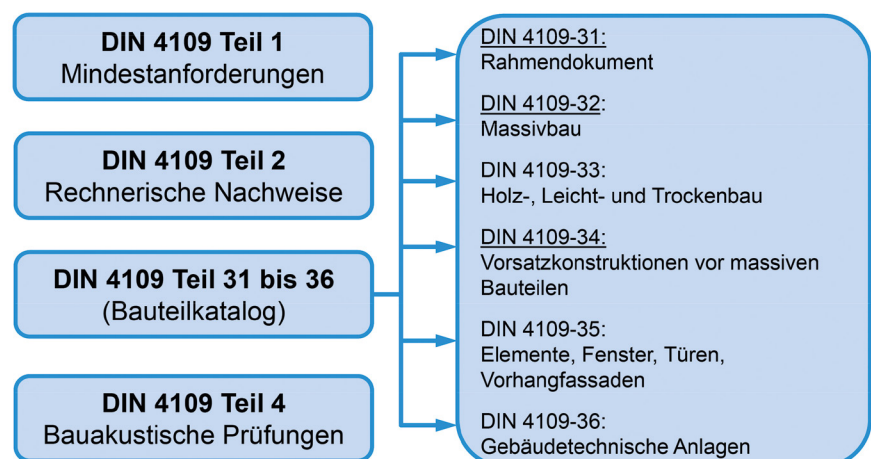 DIN 4109 Teil 1
Mindestanforderungen
DIN 4109 Teil 2
Rechnerische Nachweise
DIN 4109 Teil 31 bis 36
(Bauteilkatalog)
DIN 4109 Teil 4
Bauakustische Prüfungen
DIN 4109-31:
Rahmendokument
DIN 4109-32:
Massivbau
DIN 4109-33:
Holz-, Leicht- und Trockenbau
DIN 4109-34:
Vorsatzkonstruktionen vor massiven
Bauteilen
DIN 4109-35:
Elemente, Fenster, Türen,
Vorhangfassaden
DIN 4109-36:
Gebäudetechnische Anlagen